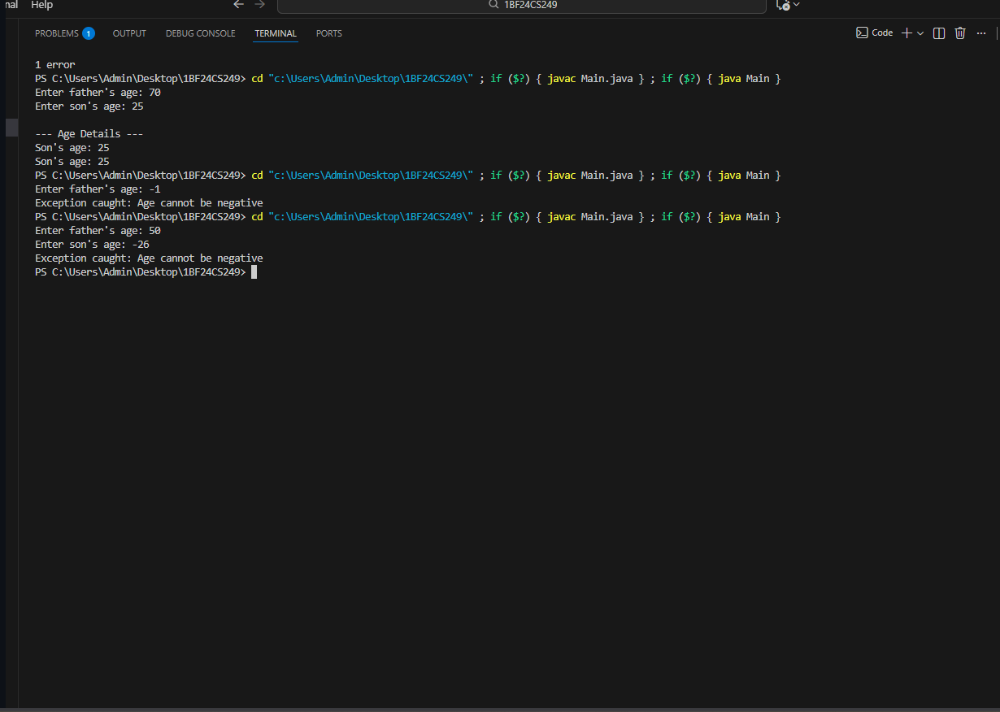 nal Help 1BF24CS249
PROBLEMS 1 OUTPUT DEBUG CONSOLE TERMINAL PORTS Code
1 error
PS C:\Users\Admin\Desktop\1BF24CS249> cd "c:\Users\Admin\Desktop\1BF24CS249\" ; if ($?) { javac Main.java } ; if ($?) { java Main }
Enter father's age: 70
Enter son's age: 25
--- Age Details ---
Son's age: 25
Son's age: 25
PS C:\Users\Admin\Desktop\1BF24CS249> cd "c:\Users\Admin\Desktop\1BF24CS249\" ; if ($?) { javac Main.java } ; if ($?) { java Main }
Enter father's age: -1
Exception caught: Age cannot be negative
PS C:\Users\Admin\Desktop\1BF24CS249> cd "c:\Users\Admin\Desktop\1BF24CS249\" ; if ($?) { javac Main.java } ; if ($?) { java Main }
Enter father's age: 50
Enter son's age: -26
Exception caught: Age cannot be negative
PS C:\Users\Admin\Desktop\1BF24CS249>